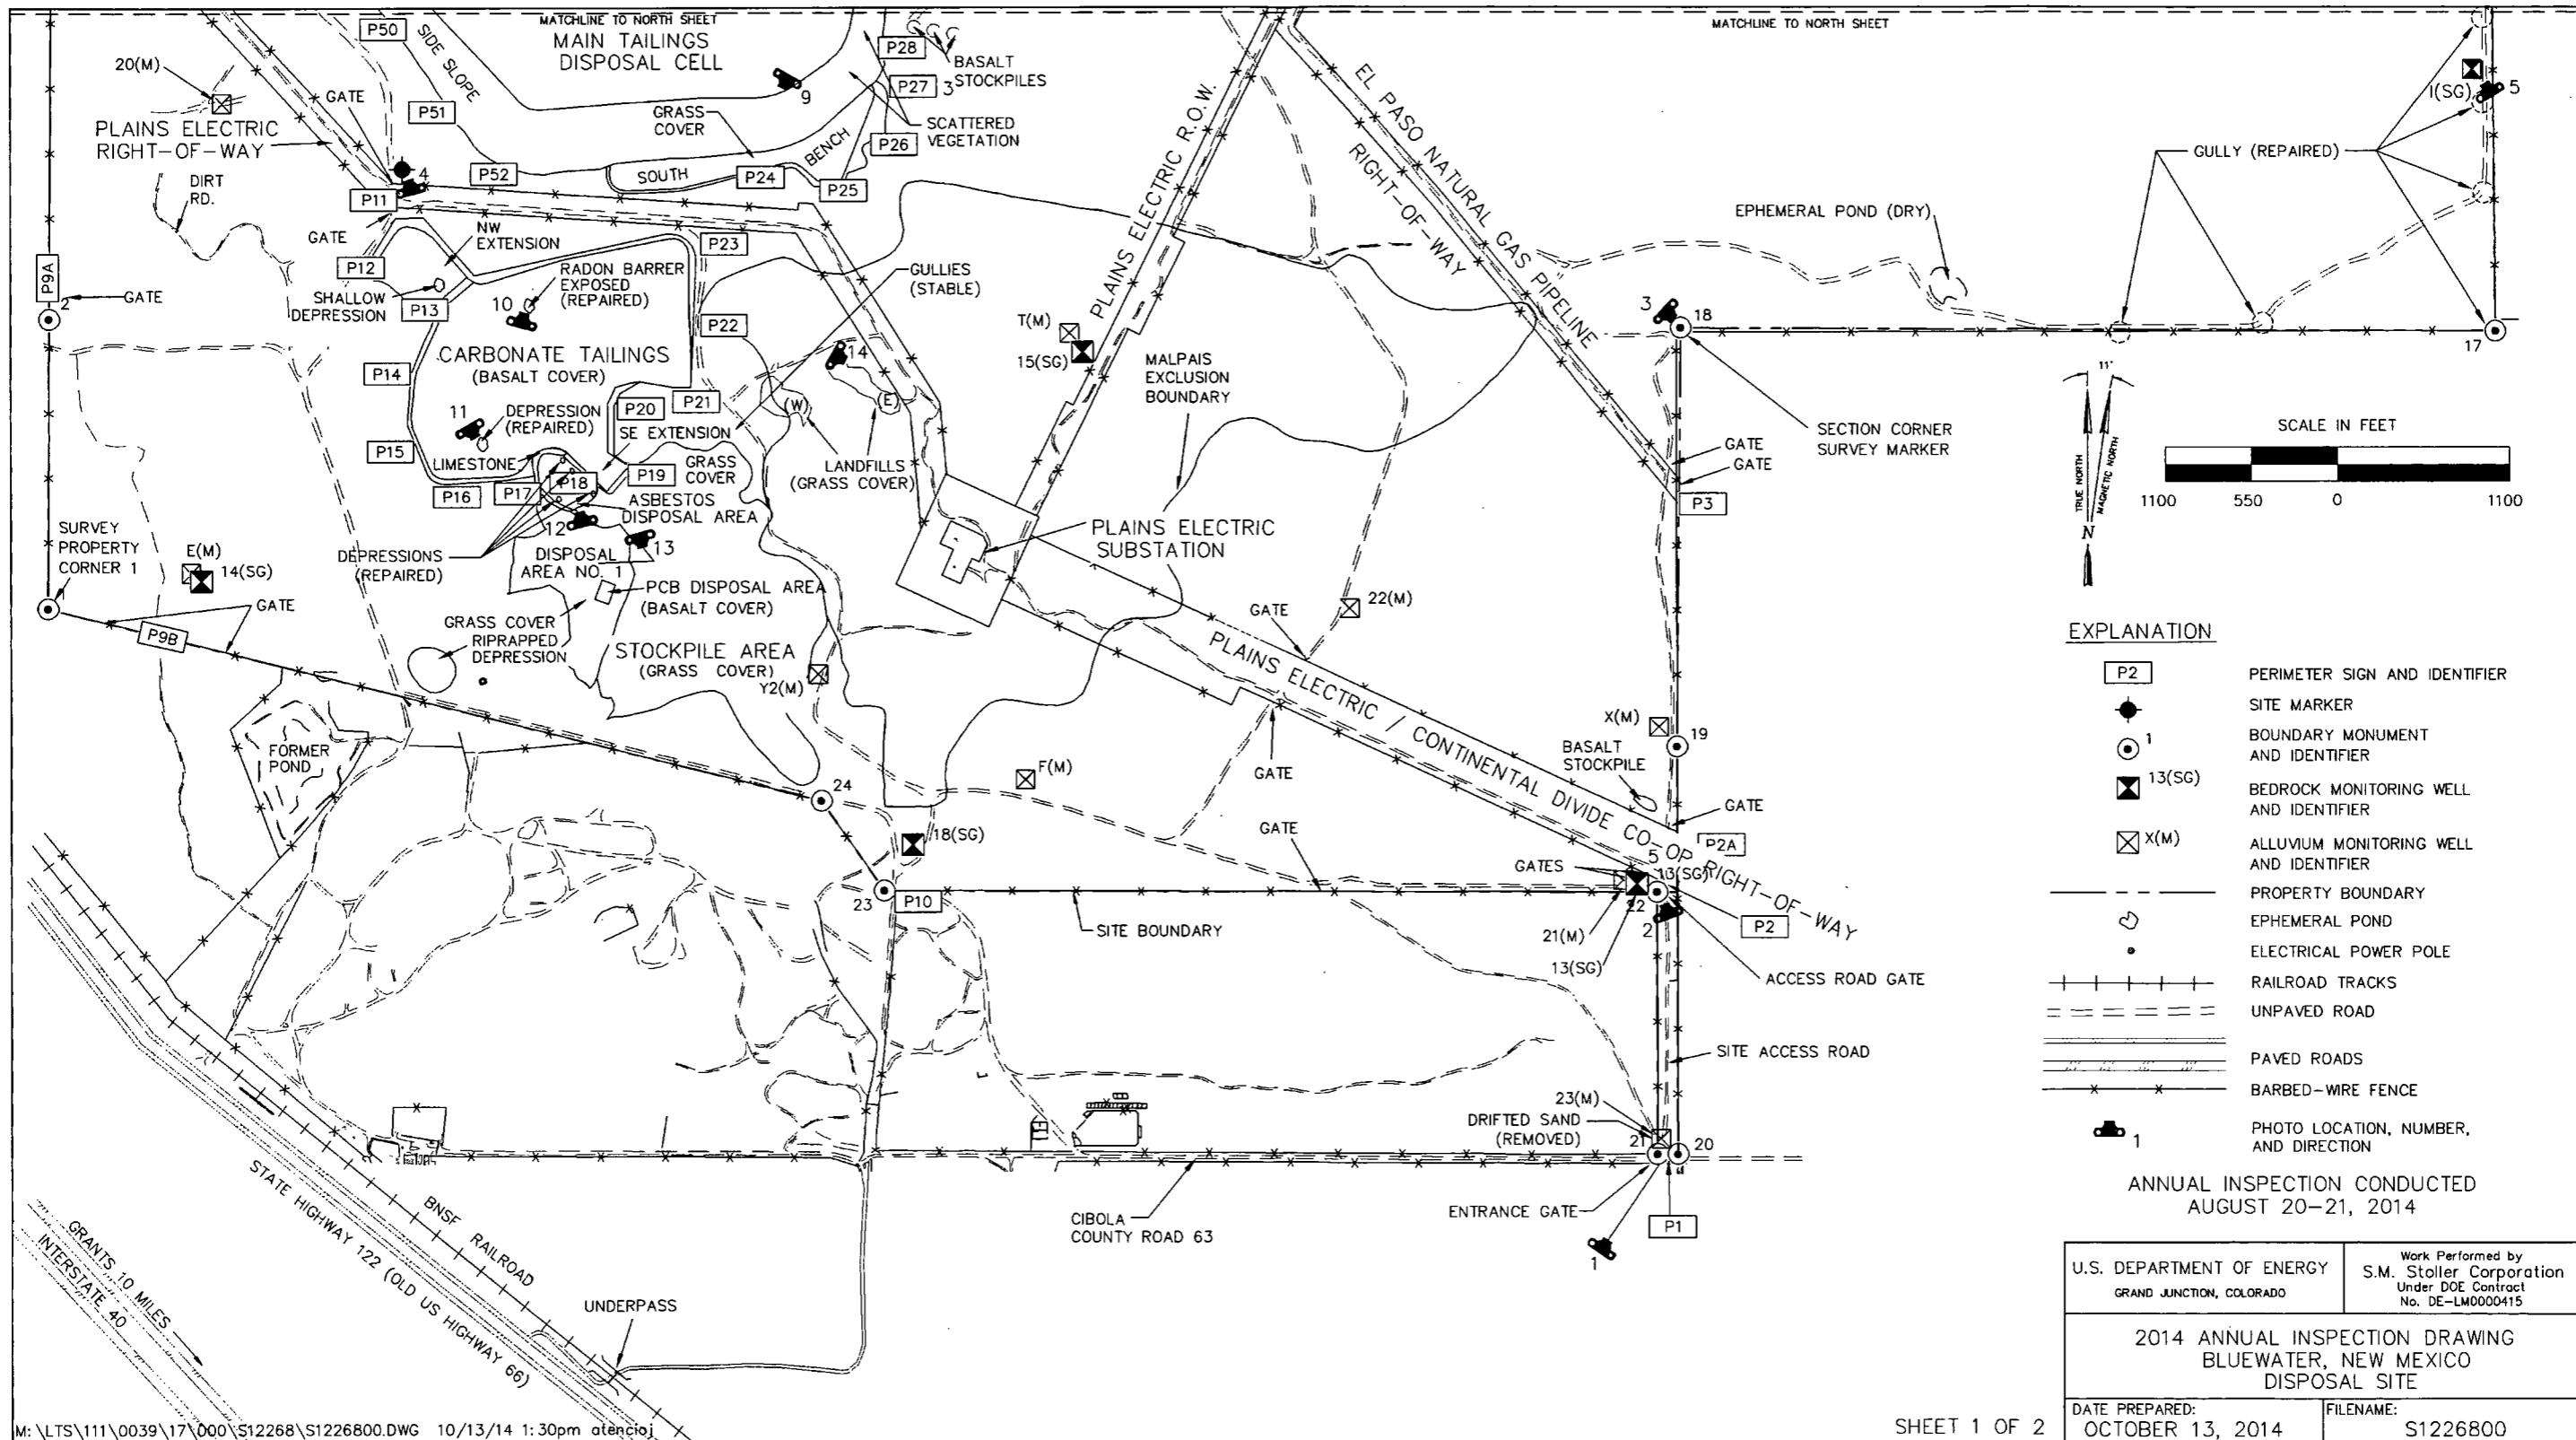 MATCHLINE TO NORTH SHEET
MATCHLINE TO NORTH SHEET
MAIN TAILINGS
DISPOSAL CELL
SIDE SLOPE
P50
P51
P52
P28
P27
3
P26
P25
P24
BASALT
STOCKPILES
SCATTERED
VEGETATION
GRASS
COVER
SOUTH
BENCH
9
20(M)
GATE
PLAINS ELECTRIC
RIGHT-OF-WAY
DIRT
RD.
4
P11
GATE
NW
EXTENSION
P12
P13
SHALLOW
DEPRESSION
P9A
2
GATE
10
RADON BARRER
EXPOSED
(REPAIRED)
P23
P22
GULLIES
(STABLE)
CARBONATE TAILINGS
(BASALT COVER)
P14
11
DEPRESSION
(REPAIRED)
P15
P16
P17
P18
P19
P20
P21
SE EXTENSION
LIMESTONE
GRASS
COVER
ASBESTOS
DISPOSAL AREA
12
13
14
(W)
(E)
LANDFILLS
(GRASS COVER)
DEPRESSIONS
(REPAIRED)
DISPOSAL
AREA NO. 1
PCB DISPOSAL AREA
(BASALT COVER)
GRASS COVER
RIPRAPPED
DEPRESSION
STOCKPILE AREA
(GRASS COVER)
Y2(M)
SURVEY
PROPERTY
CORNER 1
E(M)
14(SG)
GATE
P9B
FORMER
POND
24
23
18(SG)
P10
F(M)
T(M)
15(SG)
PLAINS ELECTRIC R.O.W.
EL PASO NATURAL GAS PIPELINE
RIGHT-OF-WAY
MALPAIS
EXCLUSION
BOUNDARY
PLAINS ELECTRIC
SUBSTATION
22(M)
GATE
GATE
PLAINS ELECTRIC / CONTINENTAL DIVIDE CO-OP RIGHT-OF-WAY
EPHEMERAL POND (DRY)
GULLY (REPAIRED)
1(SG)
5
17
3
18
SECTION CORNER
SURVEY MARKER
GATE
GATE
P3
X(M)
19
BASALT
STOCKPILE
GATE
P2A
5
GATE
GATES
13(SG)
22
2
P2
21(M)
13(SG)
SITE BOUNDARY
ACCESS ROAD GATE
SITE ACCESS ROAD
23(M)
DRIFTED SAND
(REMOVED)
21
20
ENTRANCE GATE
P1
1
CIBOLA
COUNTY ROAD 63
UNDERPASS
BNSF RAILROAD
STATE HIGHWAY 122 (OLD US HIGHWAY 66)
GRANTS 10 MILES
INTERSTATE 40
11°
TRUE NORTH
MAGNETIC NORTH
N
SCALE IN FEET
1100 550 0 1100
EXPLANATION
P2 PERIMETER SIGN AND IDENTIFIER
SITE MARKER
1 BOUNDARY MONUMENT
AND IDENTIFIER
13(SG) BEDROCK MONITORING WELL
AND IDENTIFIER
X(M) ALLUVIUM MONITORING WELL
AND IDENTIFIER
PROPERTY BOUNDARY
EPHEMERAL POND
ELECTRICAL POWER POLE
RAILROAD TRACKS
UNPAVED ROAD
PAVED ROADS
BARBED-WIRE FENCE
1 PHOTO LOCATION, NUMBER,
AND DIRECTION
ANNUAL INSPECTION CONDUCTED
AUGUST 20-21, 2014
U.S. DEPARTMENT OF ENERGY
GRAND JUNCTION, COLORADO
Work Performed by
S.M. Stoller Corporation
Under DOE Contract
No. DE-LM0000415
2014 ANNUAL INSPECTION DRAWING
BLUEWATER, NEW MEXICO
DISPOSAL SITE
DATE PREPARED:
OCTOBER 13, 2014
FILENAME:
S1226800
SHEET 1 OF 2
M:\LTS\111\0039\17\000\S12268\S1226800.DWG 10/13/14 1:30pm atencioj